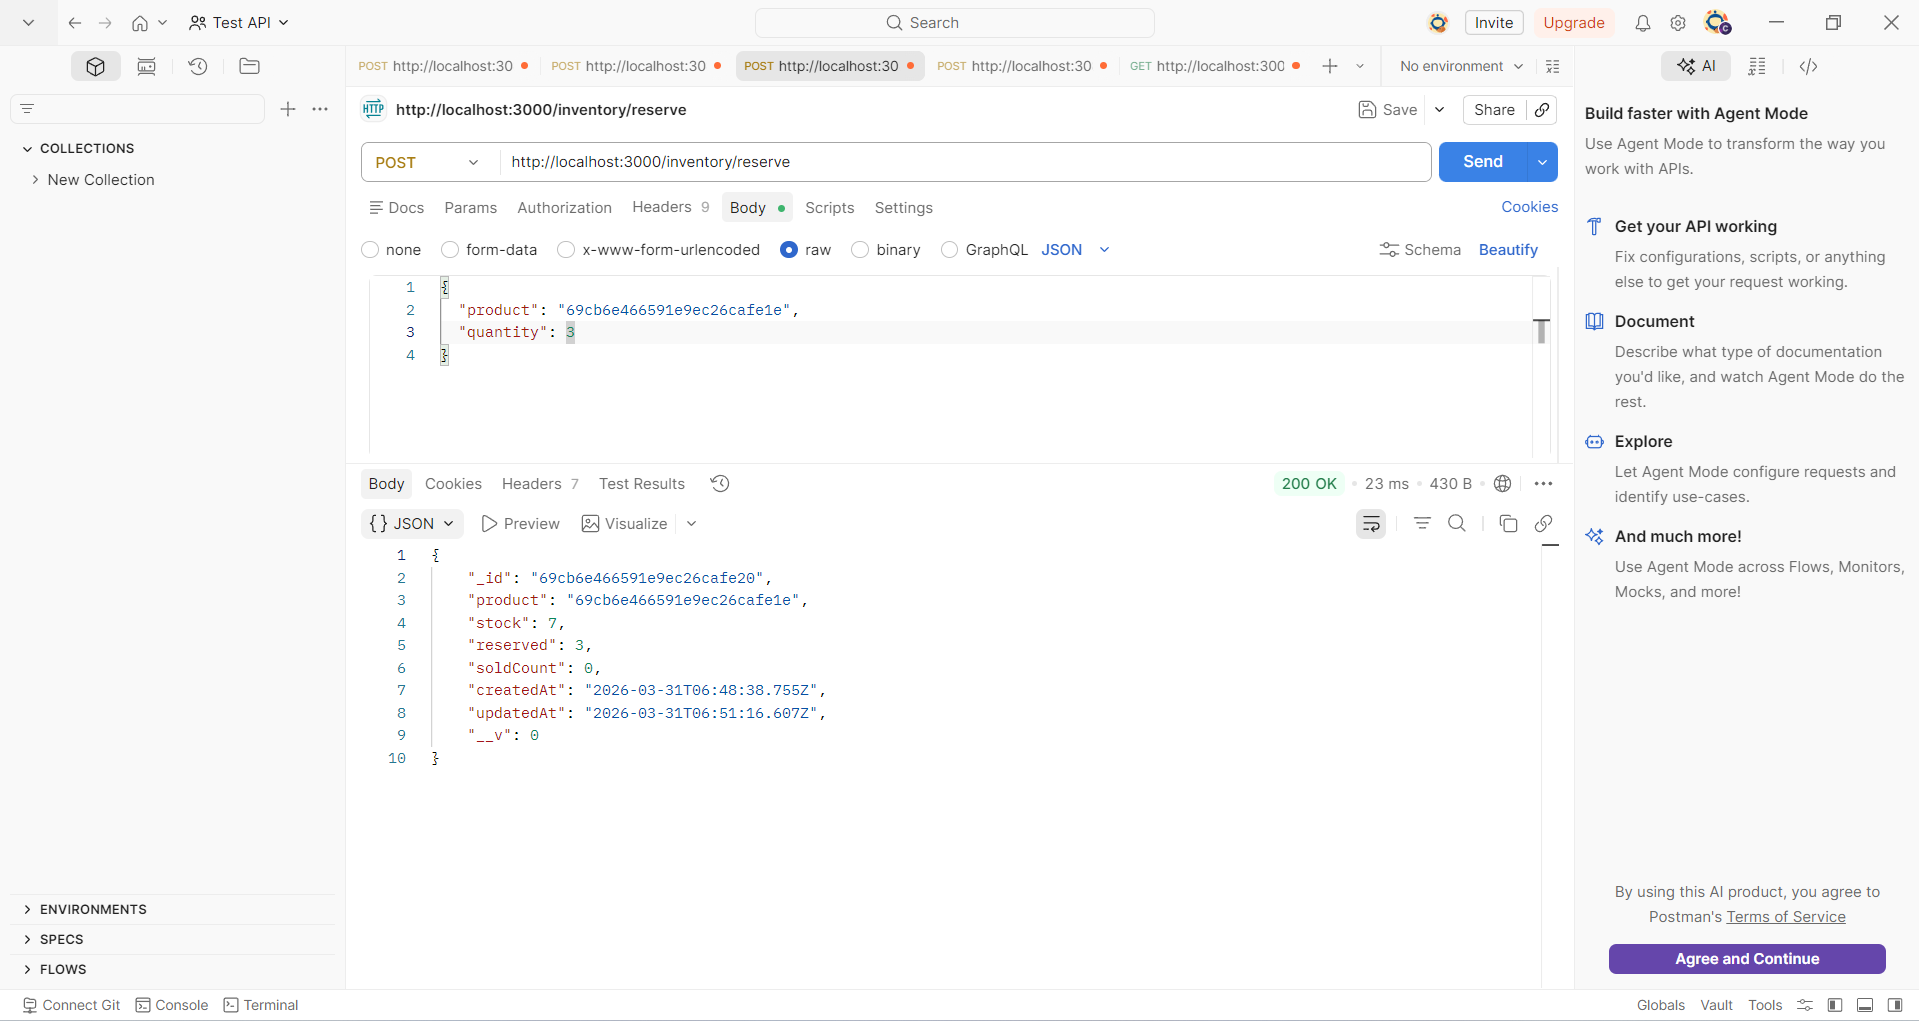 Test API
Search
Invite
Upgrade
POST http://localhost:30
POST http://localhost:30
POST http://localhost:30
POST http://localhost:30
GET http://localhost:300
No environment
AI
HTTP http://localhost:3000/inventory/reserve
Save
Share
COLLECTIONS
New Collection
POST http://localhost:3000/inventory/reserve
Send
Docs Params Authorization Headers 9 Body Scripts Settings
Cookies
none form-data x-www-form-urlencoded raw binary GraphQL JSON
Schema Beautify
1 {
2 "product": "69cb6e466591e9ec26cafe1e",
3 "quantity": 3
4 }
Body Cookies Headers 7 Test Results
200 OK • 23 ms • 430 B
{} JSON Preview Visualize
1 {
2 "_id": "69cb6e466591e9ec26cafe20",
3 "product": "69cb6e466591e9ec26cafe1e",
4 "stock": 7,
5 "reserved": 3,
6 "soldCount": 0,
7 "createdAt": "2026-03-31T06:48:38.755Z",
8 "updatedAt": "2026-03-31T06:51:16.607Z",
9 "__v": 0
10 }
Build faster with Agent Mode
Use Agent Mode to transform the way you
work with APIs.
Get your API working
Fix configurations, scripts, or anything
else to get your request working.
Document
Describe what type of documentation
you'd like, and watch Agent Mode do the
rest.
Explore
Let Agent Mode configure requests and
identify use-cases.
And much more!
Use Agent Mode across Flows, Monitors,
Mocks, and more!
By using this AI product, you agree to
Postman's Terms of Service
Agree and Continue
ENVIRONMENTS
SPECS
FLOWS
Connect Git Console Terminal
Globals Vault Tools